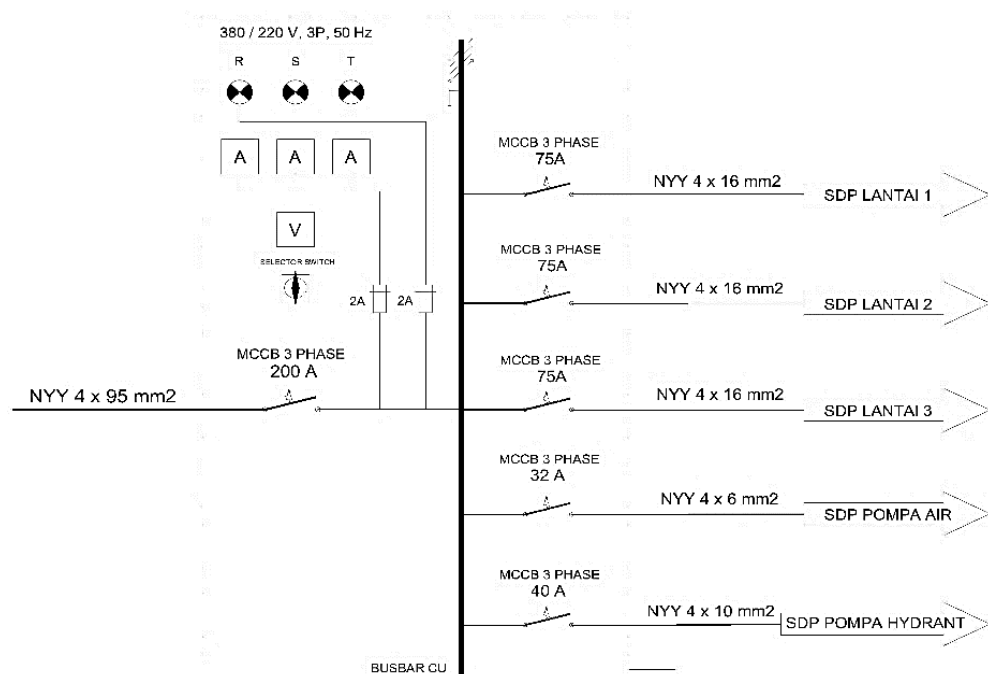 380 / 220 V, 3P, 50 Hz
R S T
A A A
V
SELECTOR SWITCH
2A 2A
MCCB 3 PHASE
200 A
NYY 4 x 95 mm2
MCCB 3 PHASE
75A
NYY 4 x 16 mm2
SDP LANTAI 1
MCCB 3 PHASE
75A
NYY 4 x 16 mm2
SDP LANTAI 2
MCCB 3 PHASE
75A
NYY 4 x 16 mm2
SDP LANTAI 3
MCCB 3 PHASE
32 A
NYY 4 x 6 mm2
SDP POMPA AIR
MCCB 3 PHASE
40 A
NYY 4 x 10 mm2
SDP POMPA HYDRANT
BUSBAR CU